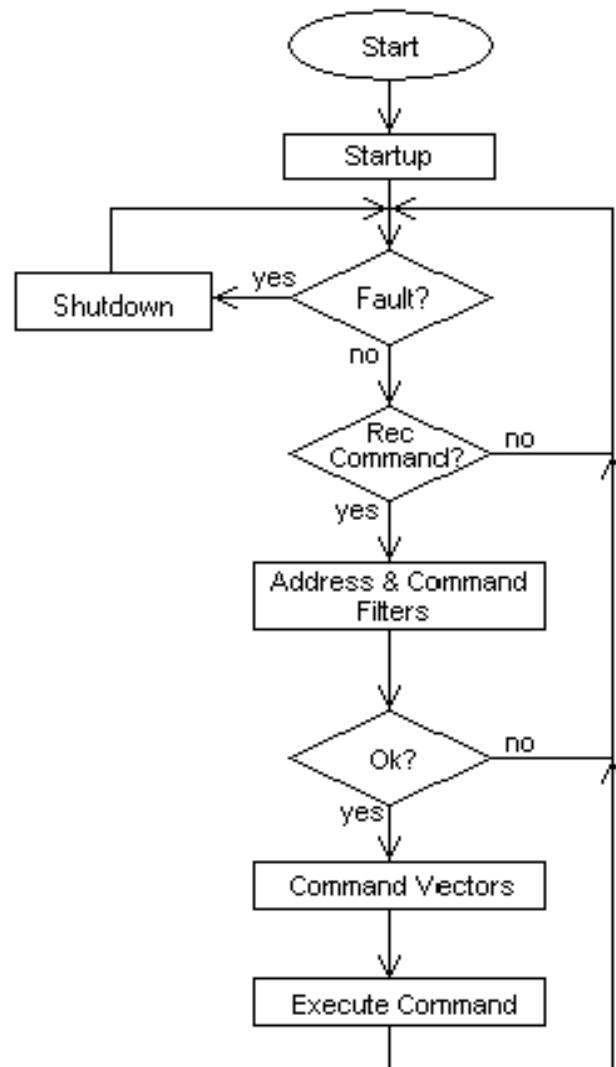 Start
Startup
yes
Shutdown
Fault?
no
Rec
Command?
no
yes
Address & Command
Filters
Ok?
no
yes
Command Vectors
Execute Command